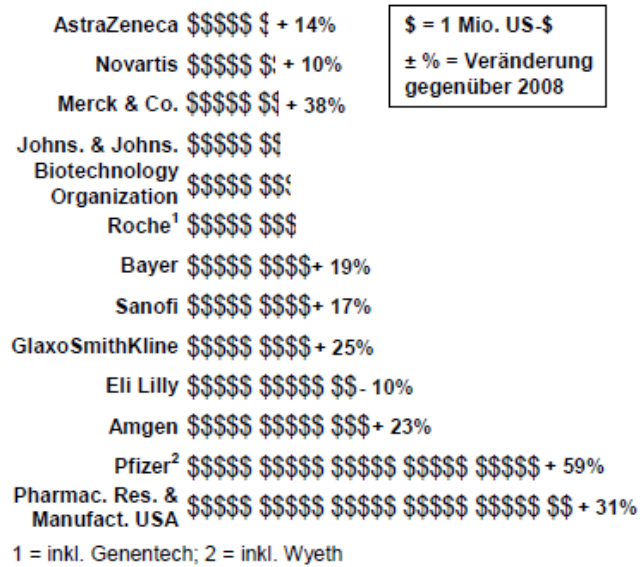 AstraZeneca $$$$$ $ + 14%
$ = 1 Mio. US-$
± % = Veränderung
gegenüber 2008
Novartis $$$$$ $$ + 10%
Merck & Co. $$$$$ $$ + 38%
Johns. & Johns. $$$$$ $$
Biotechnology
Organization $$$$$ $$$
Roche¹ $$$$$ $$$
Bayer $$$$$ $$$$+ 19%
Sanofi $$$$$ $$$$+ 17%
GlaxoSmithKline $$$$$ $$$$+ 25%
Eli Lilly $$$$$ $$$$$ $$- 10%
Amgen $$$$$ $$$$$ $$$+ 23%
Pfizer² $$$$$ $$$$$ $$$$$ $$$$$ $$$$$ + 59%
Pharmac. Res. &
Manufact. USA $$$$$ $$$$$ $$$$$ $$$$$ $$$$$ $$ + 31%
1 = inkl. Genentech; 2 = inkl. Wyeth